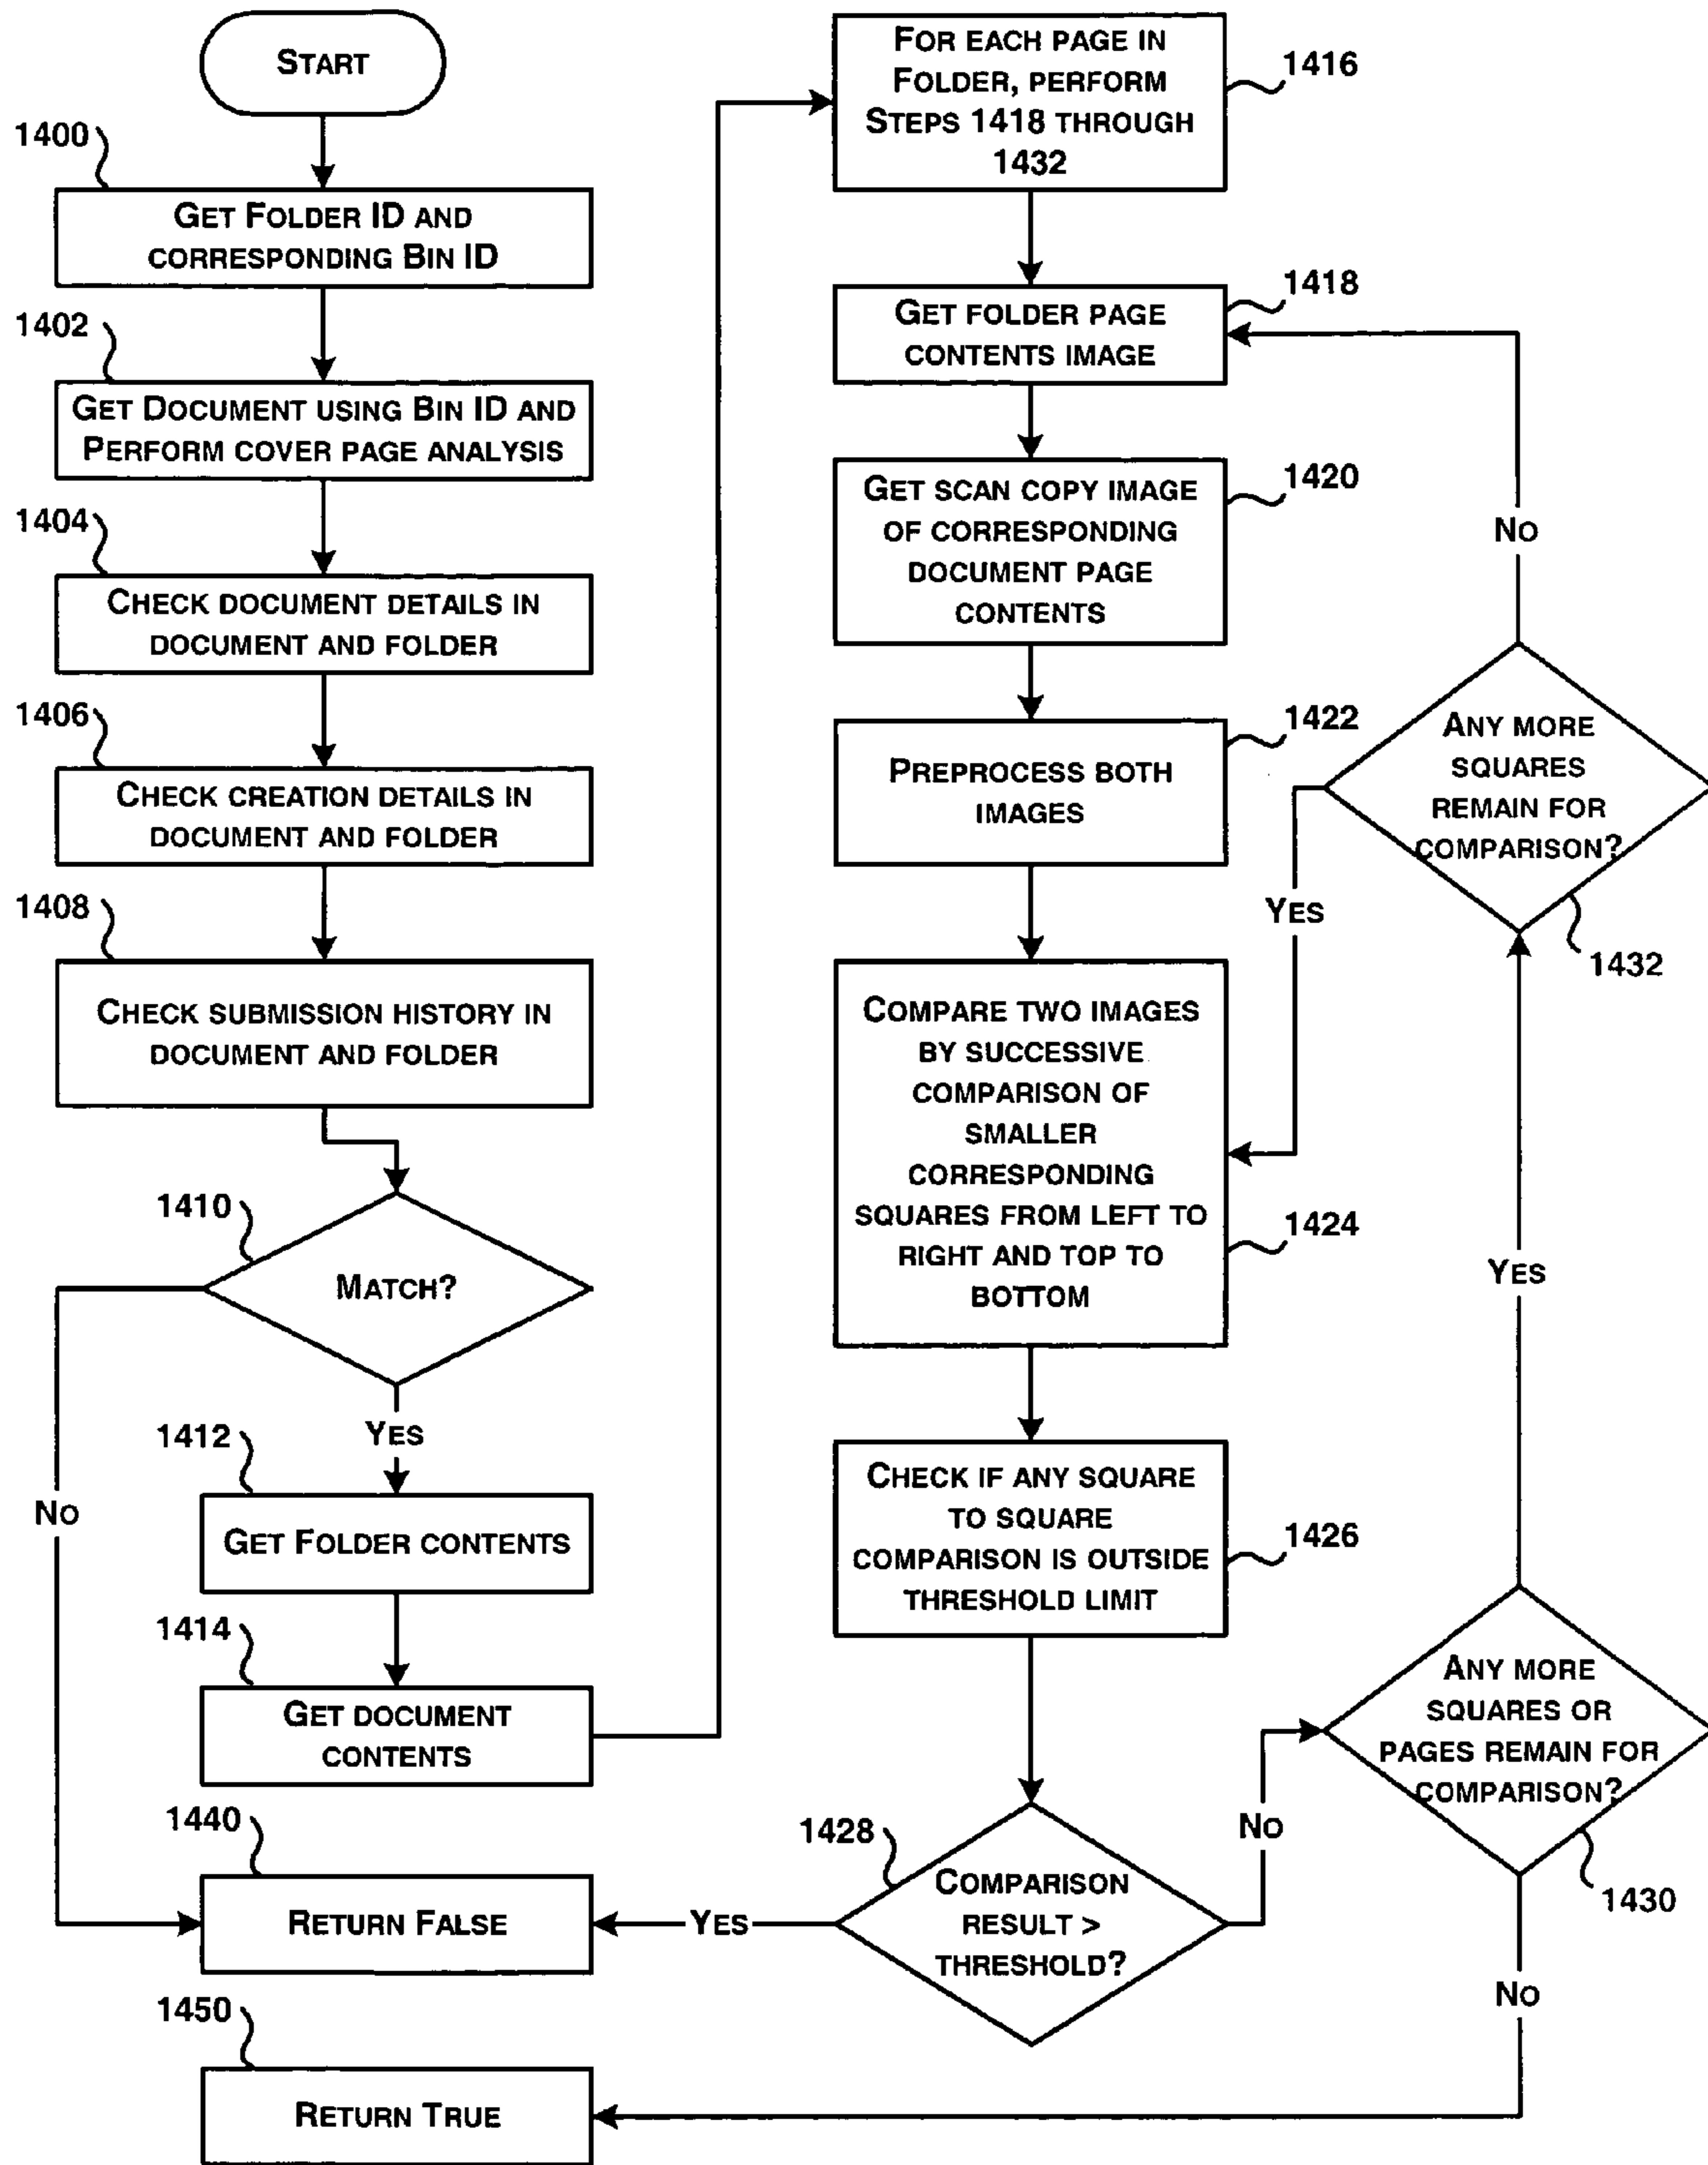 START
1400
GET FOLDER ID AND
CORRESPONDING BIN ID
1402
GET DOCUMENT USING BIN ID AND
PERFORM COVER PAGE ANALYSIS
1404
CHECK DOCUMENT DETAILS IN
DOCUMENT AND FOLDER
1406
CHECK CREATION DETAILS IN
DOCUMENT AND FOLDER
1408
CHECK SUBMISSION HISTORY IN
DOCUMENT AND FOLDER
1410
MATCH?
NO
YES
1412
GET FOLDER CONTENTS
1414
GET DOCUMENT
CONTENTS
1440
RETURN FALSE
1450
RETURN TRUE
FOR EACH PAGE IN
FOLDER, PERFORM
STEPS 1418 THROUGH
1432
1416
GET FOLDER PAGE
CONTENTS IMAGE
1418
GET SCAN COPY IMAGE
OF CORRESPONDING
DOCUMENT PAGE
CONTENTS
1420
PREPROCESS BOTH
IMAGES
1422
COMPARE TWO IMAGES
BY SUCCESSIVE
COMPARISON OF
SMALLER
CORRESPONDING
SQUARES FROM LEFT TO
RIGHT AND TOP TO
BOTTOM
1424
CHECK IF ANY SQUARE
TO SQUARE
COMPARISON IS OUTSIDE
THRESHOLD LIMIT
1426
1428
COMPARISON
RESULT >
THRESHOLD?
YES
NO
ANY MORE
SQUARES OR
PAGES REMAIN FOR
COMPARISON?
1430
NO
YES
ANY MORE
SQUARES
REMAIN FOR
COMPARISON?
1432
YES
NO